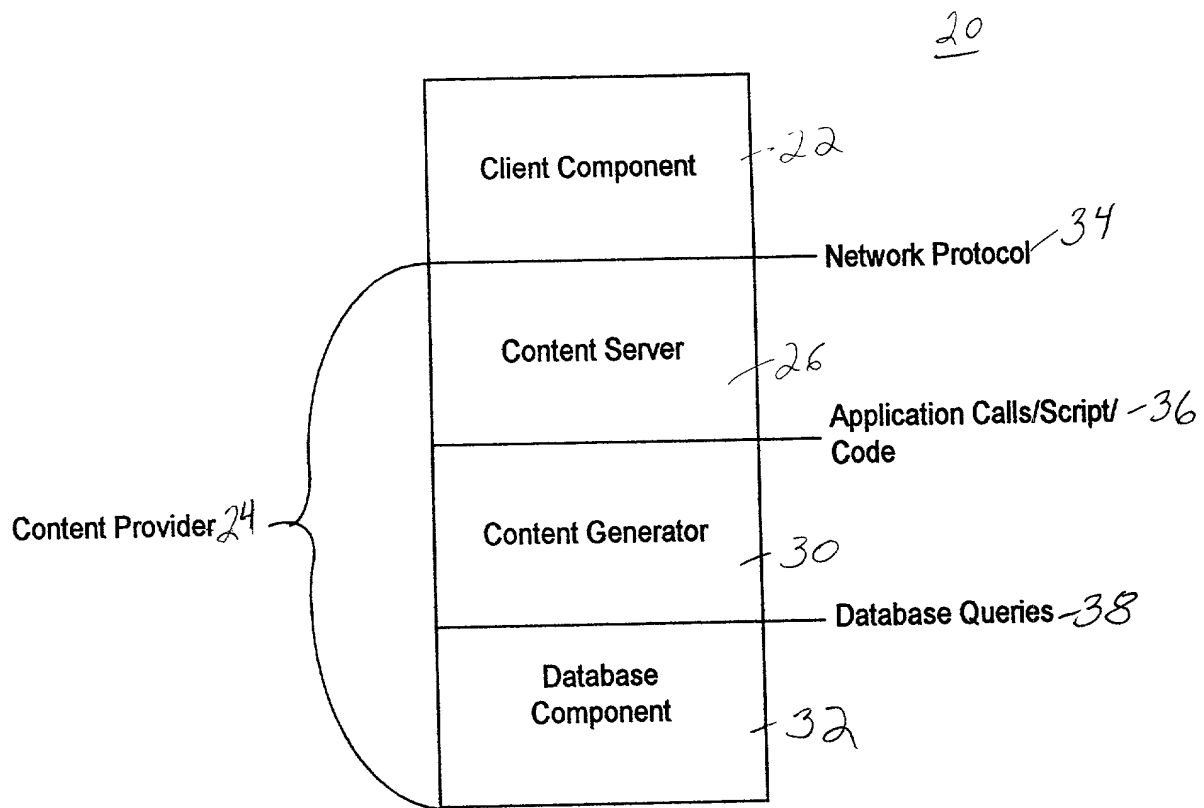 20
Client Component
22
Network Protocol 34
Content Server
26
Application Calls/Script/ 36
Code
Content Provider 24
Content Generator
30
Database Queries 38
Database
Component
32